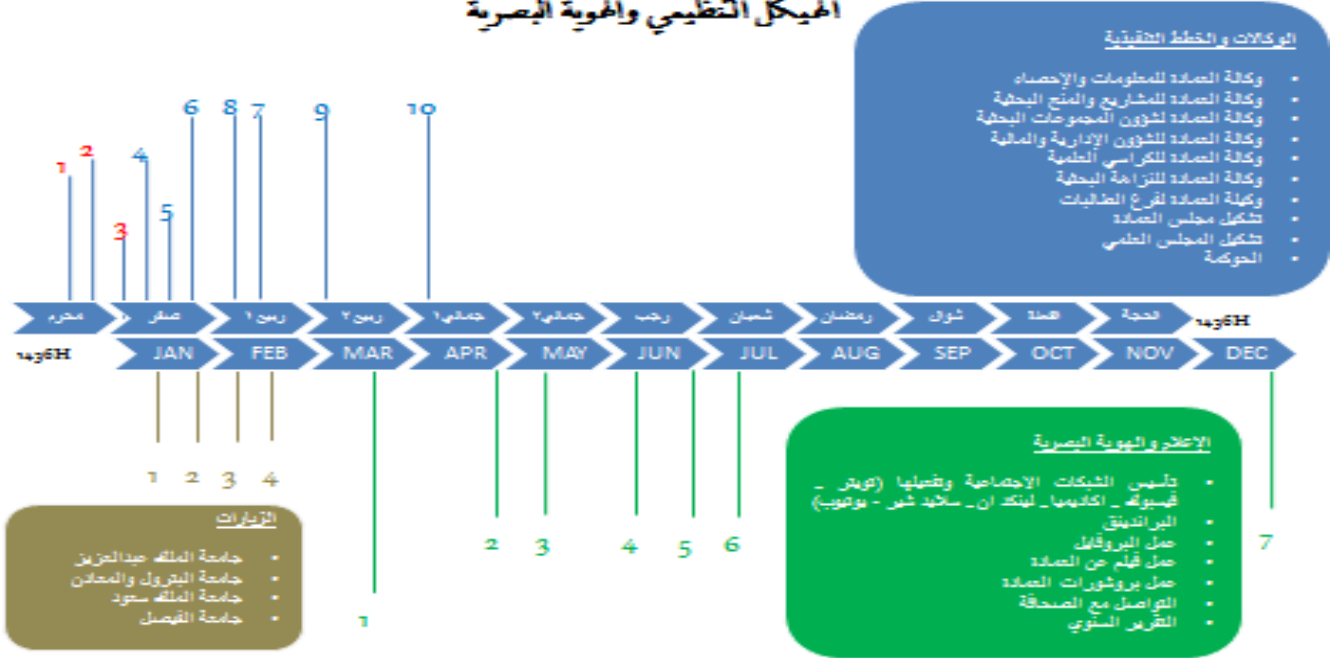 الهيكل التنظيمي والهوية البصرية
الوكالات والخطط التنفيذية
وكالة العمادة للمعلومات والإحصاء
وكالة العمادة للمشاريع والمنح البحثية
وكالة العمادة لشؤون المجموعات البحثية
وكالة العمادة للشؤون الإدارية والمالية
وكالة العمادة للكراسي العلمية
وكالة العمادة للنزاهة البحثية
وكيلة العمادة لفرع الطالبات
تشكيل مجلس العمادة
تشكيل المجلس العلمي
الحوكمة
1 2 3 4 5 6 8 7 9 10
محرم صفر ربيع١ ربيع٢ جمادي١ جمادي٢ رجب شعبان رمضان شوال القعدة الحجة 1436H
1436H JAN FEB MAR APR MAY JUN JUL AUG SEP OCT NOV DEC
1 2 3 4
الزيارات
جامعة الملك عبدالعزيز
جامعة البترول والمعادن
جامعة الملك سعود
جامعة الفيصل
1 2 3 4 5 6 7
الإعلام والهوية البصرية
تأسيس الشبكات الاجتماعية وتفعيلها (تويتر _
فيسبوك _ اكاديميا _ لينكد ان _ سلايد شير - يوتيوب)
البراندينق
عمل البروفايل
عمل فيلم عن العمادة
عمل بروشورات العمادة
التواصل مع الصحافة
التقرير السنوي